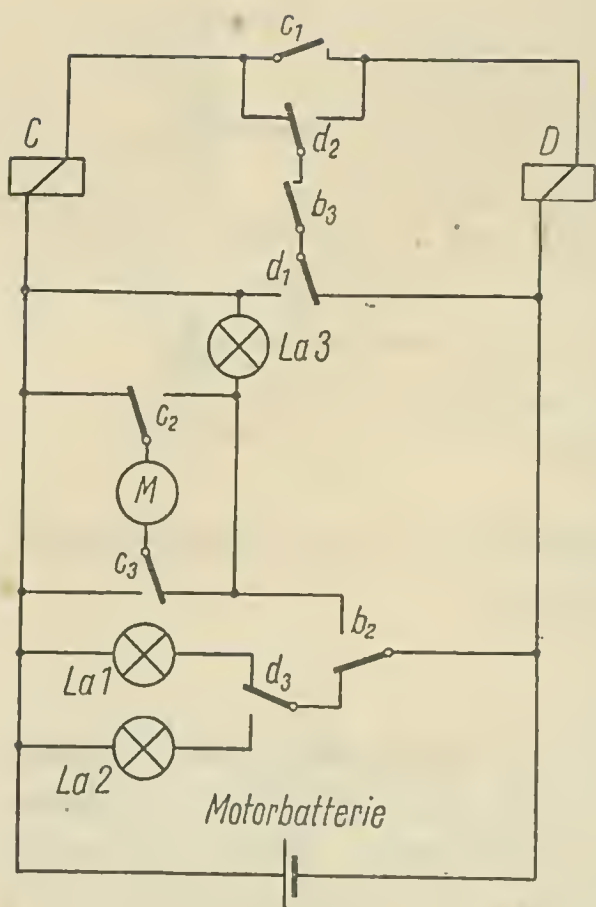 c₁
C
d₂
D
b₃
d₁
La 3
c₂
M
c₃
b₂
La 1
d₃
La 2
Motorbatterie